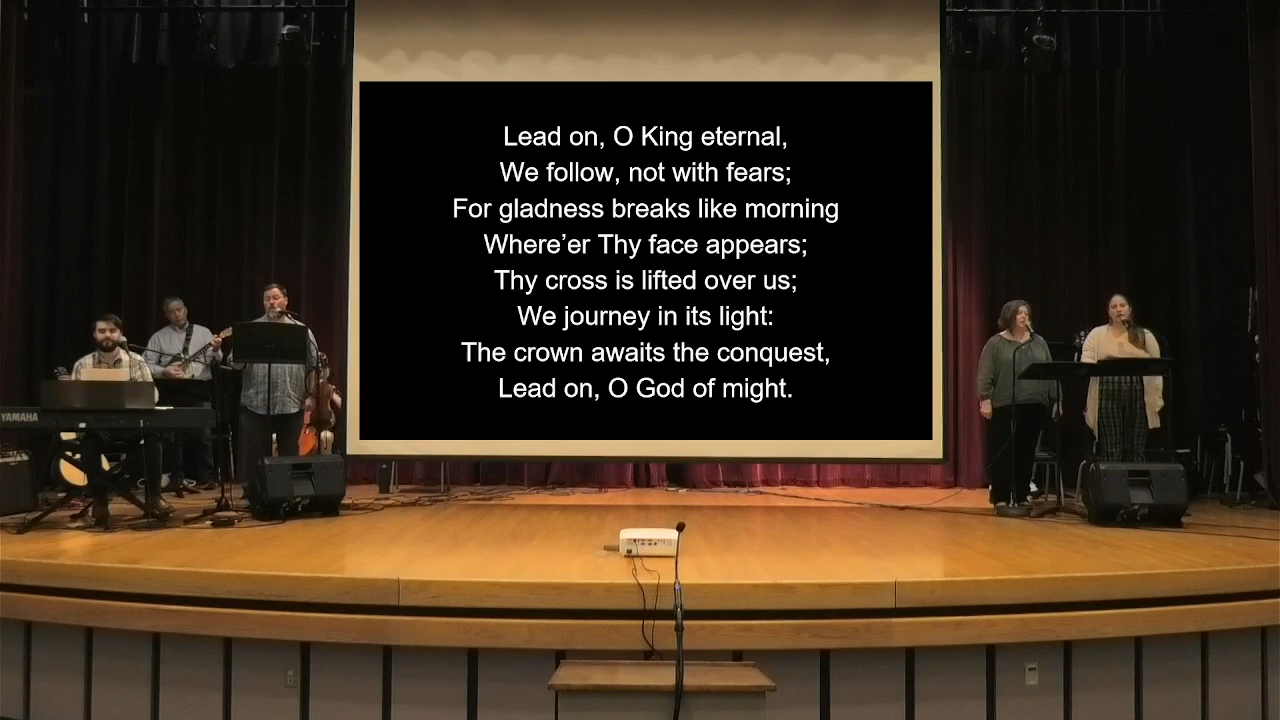 Lead on, O King eternal,
We follow, not with fears;
For gladness breaks like morning
Where’er Thy face appears;
Thy cross is lifted over us;
We journey in its light:
The crown awaits the conquest,
Lead on, O God of might.
YAMAHA